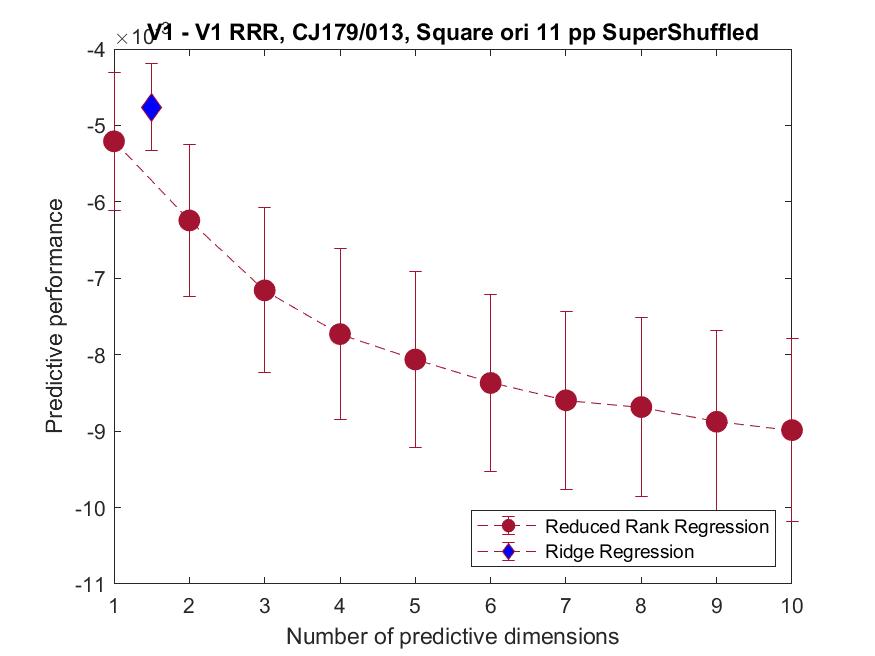 V1 - V1 RRR, CJ179/013, Square ori 11 pp SuperShuffled
×10⁻³
-4
-5
-6
-7
-8
-9
-10
-11
Predictive performance
1 2 3 4 5 6 7 8 9 10
Number of predictive dimensions
Reduced Rank Regression
Ridge Regression